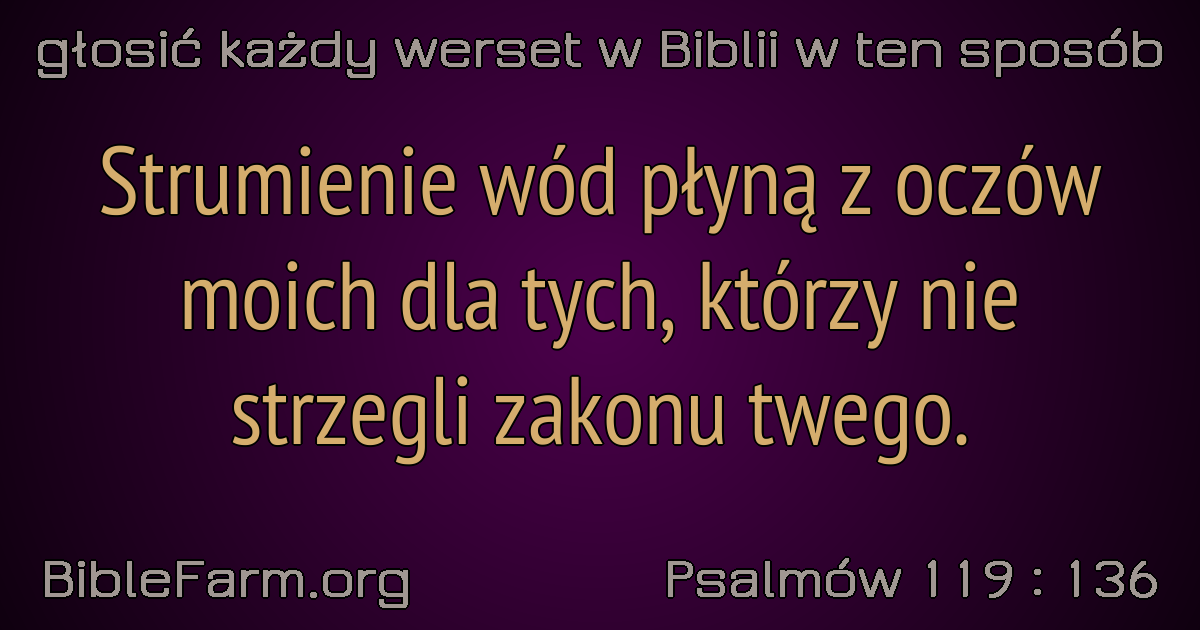 głosić każdy werset w Biblii w ten sposób
Strumienie wód płyną z oczów
moich dla tych, którzy nie
strzegli zakonu twego.
BibleFarm.org
Psalmów 119 : 136